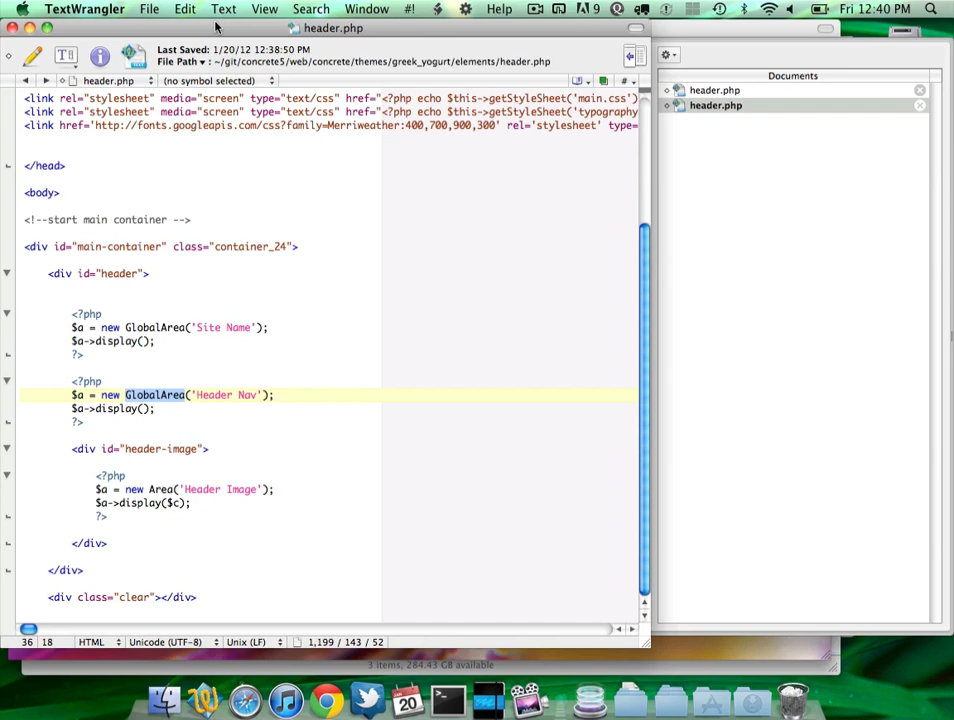 TextWrangler File Edit Text View Search Window #! Help 9 Fri 12:40 PM
header.php
Last Saved: 1/20/12 12:38:50 PM
File Path ▾ : ~/git/concrete5/web/concrete/themes/greek_yogurt/elements/header.php
header.php (no symbol selected) #
Documents
header.php
header.php
<link rel="stylesheet" media="screen" type="text/css" href="<?php echo $this->getStyleSheet('main.css')
<link rel="stylesheet" media="screen" type="text/css" href="<?php echo $this->getStyleSheet('typography
<link href='http://fonts.googleapis.com/css?family=Merriweather:400,700,900,300' rel='stylesheet' type=
</head>
<body>
<!--start main container -->
<div id="main-container" class="container_24">
<div id="header">
<?php
$a = new GlobalArea('Site Name');
$a->display();
?>
<?php
$a = new GlobalArea('Header Nav');
$a->display();
?>
<div id="header-image">
<?php
$a = new Area('Header Image');
$a->display($c);
?>
</div>
</div>
<div class="clear"></div>
36 18 HTML Unicode (UTF-8) Unix (LF) 1,199 / 143 / 52
3 items, 284.43 GB available
20